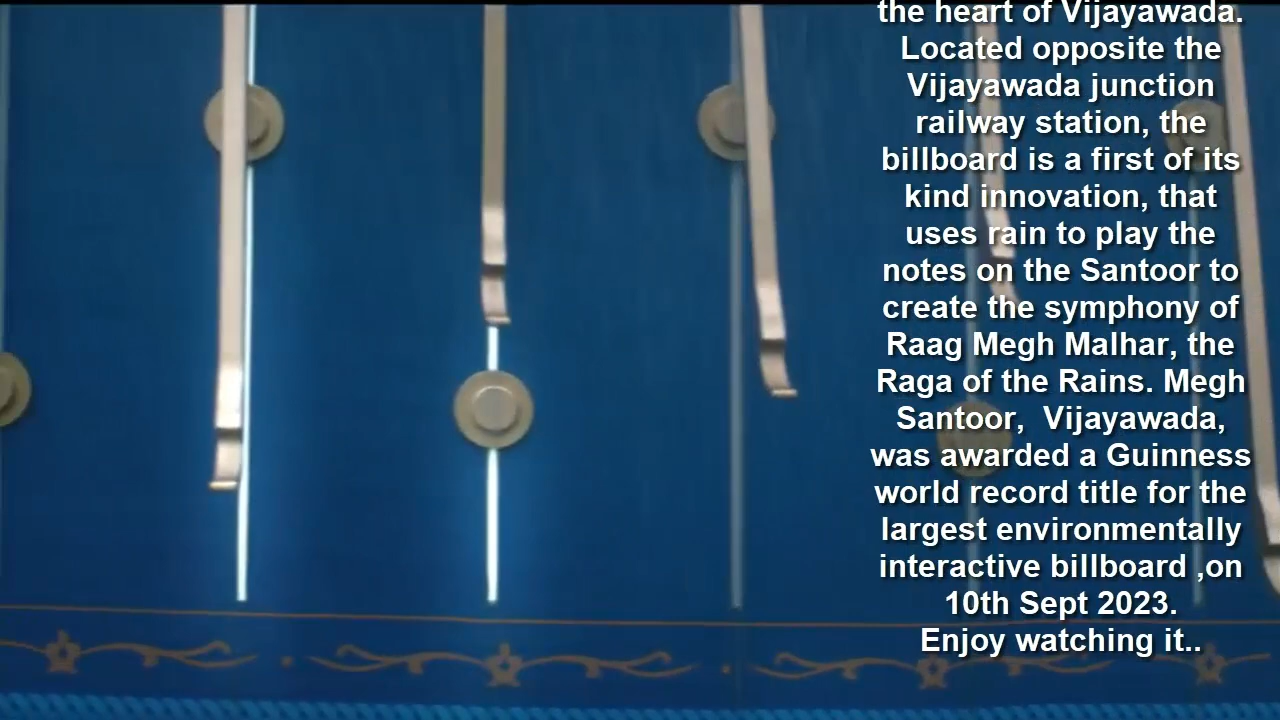 the heart of Vijayawada.
Located opposite the
Vijayawada junction
railway station, the
billboard is a first of its
kind innovation, that
uses rain to play the
notes on the Santoor to
create the symphony of
Raag Megh Malhar, the
Raga of the Rains. Megh
Santoor,  Vijayawada,
was awarded a Guinness
world record title for the
largest environmentally
interactive billboard ,on
10th Sept 2023.
Enjoy watching it..